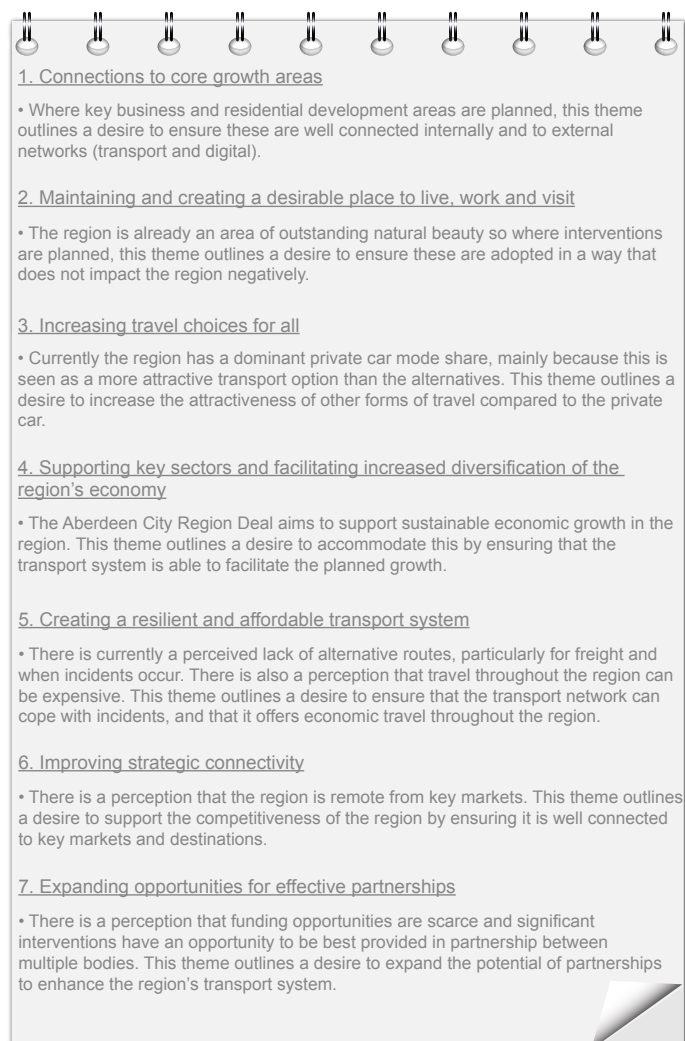 1. Connections to core growth areas
• Where key business and residential development areas are planned, this theme
outlines a desire to ensure these are well connected internally and to external
networks (transport and digital).
2. Maintaining and creating a desirable place to live, work and visit
• The region is already an area of outstanding natural beauty so where interventions
are planned, this theme outlines a desire to ensure these are adopted in a way that
does not impact the region negatively.
3. Increasing travel choices for all
• Currently the region has a dominant private car mode share, mainly because this is
seen as a more attractive transport option than the alternatives. This theme outlines a
desire to increase the attractiveness of other forms of travel compared to the private
car.
4. Supporting key sectors and facilitating increased diversification of the
region’s economy
• The Aberdeen City Region Deal aims to support sustainable economic growth in the
region. This theme outlines a desire to accommodate this by ensuring that the
transport system is able to facilitate the planned growth.
5. Creating a resilient and affordable transport system
• There is currently a perceived lack of alternative routes, particularly for freight and
when incidents occur. There is also a perception that travel throughout the region can
be expensive. This theme outlines a desire to ensure that the transport network can
cope with incidents, and that it offers economic travel throughout the region.
6. Improving strategic connectivity
• There is a perception that the region is remote from key markets. This theme outlines
a desire to support the competitiveness of the region by ensuring it is well connected
to key markets and destinations.
7. Expanding opportunities for effective partnerships
• There is a perception that funding opportunities are scarce and significant
interventions have an opportunity to be best provided in partnership between
multiple bodies. This theme outlines a desire to expand the potential of partnerships
to enhance the region’s transport system.